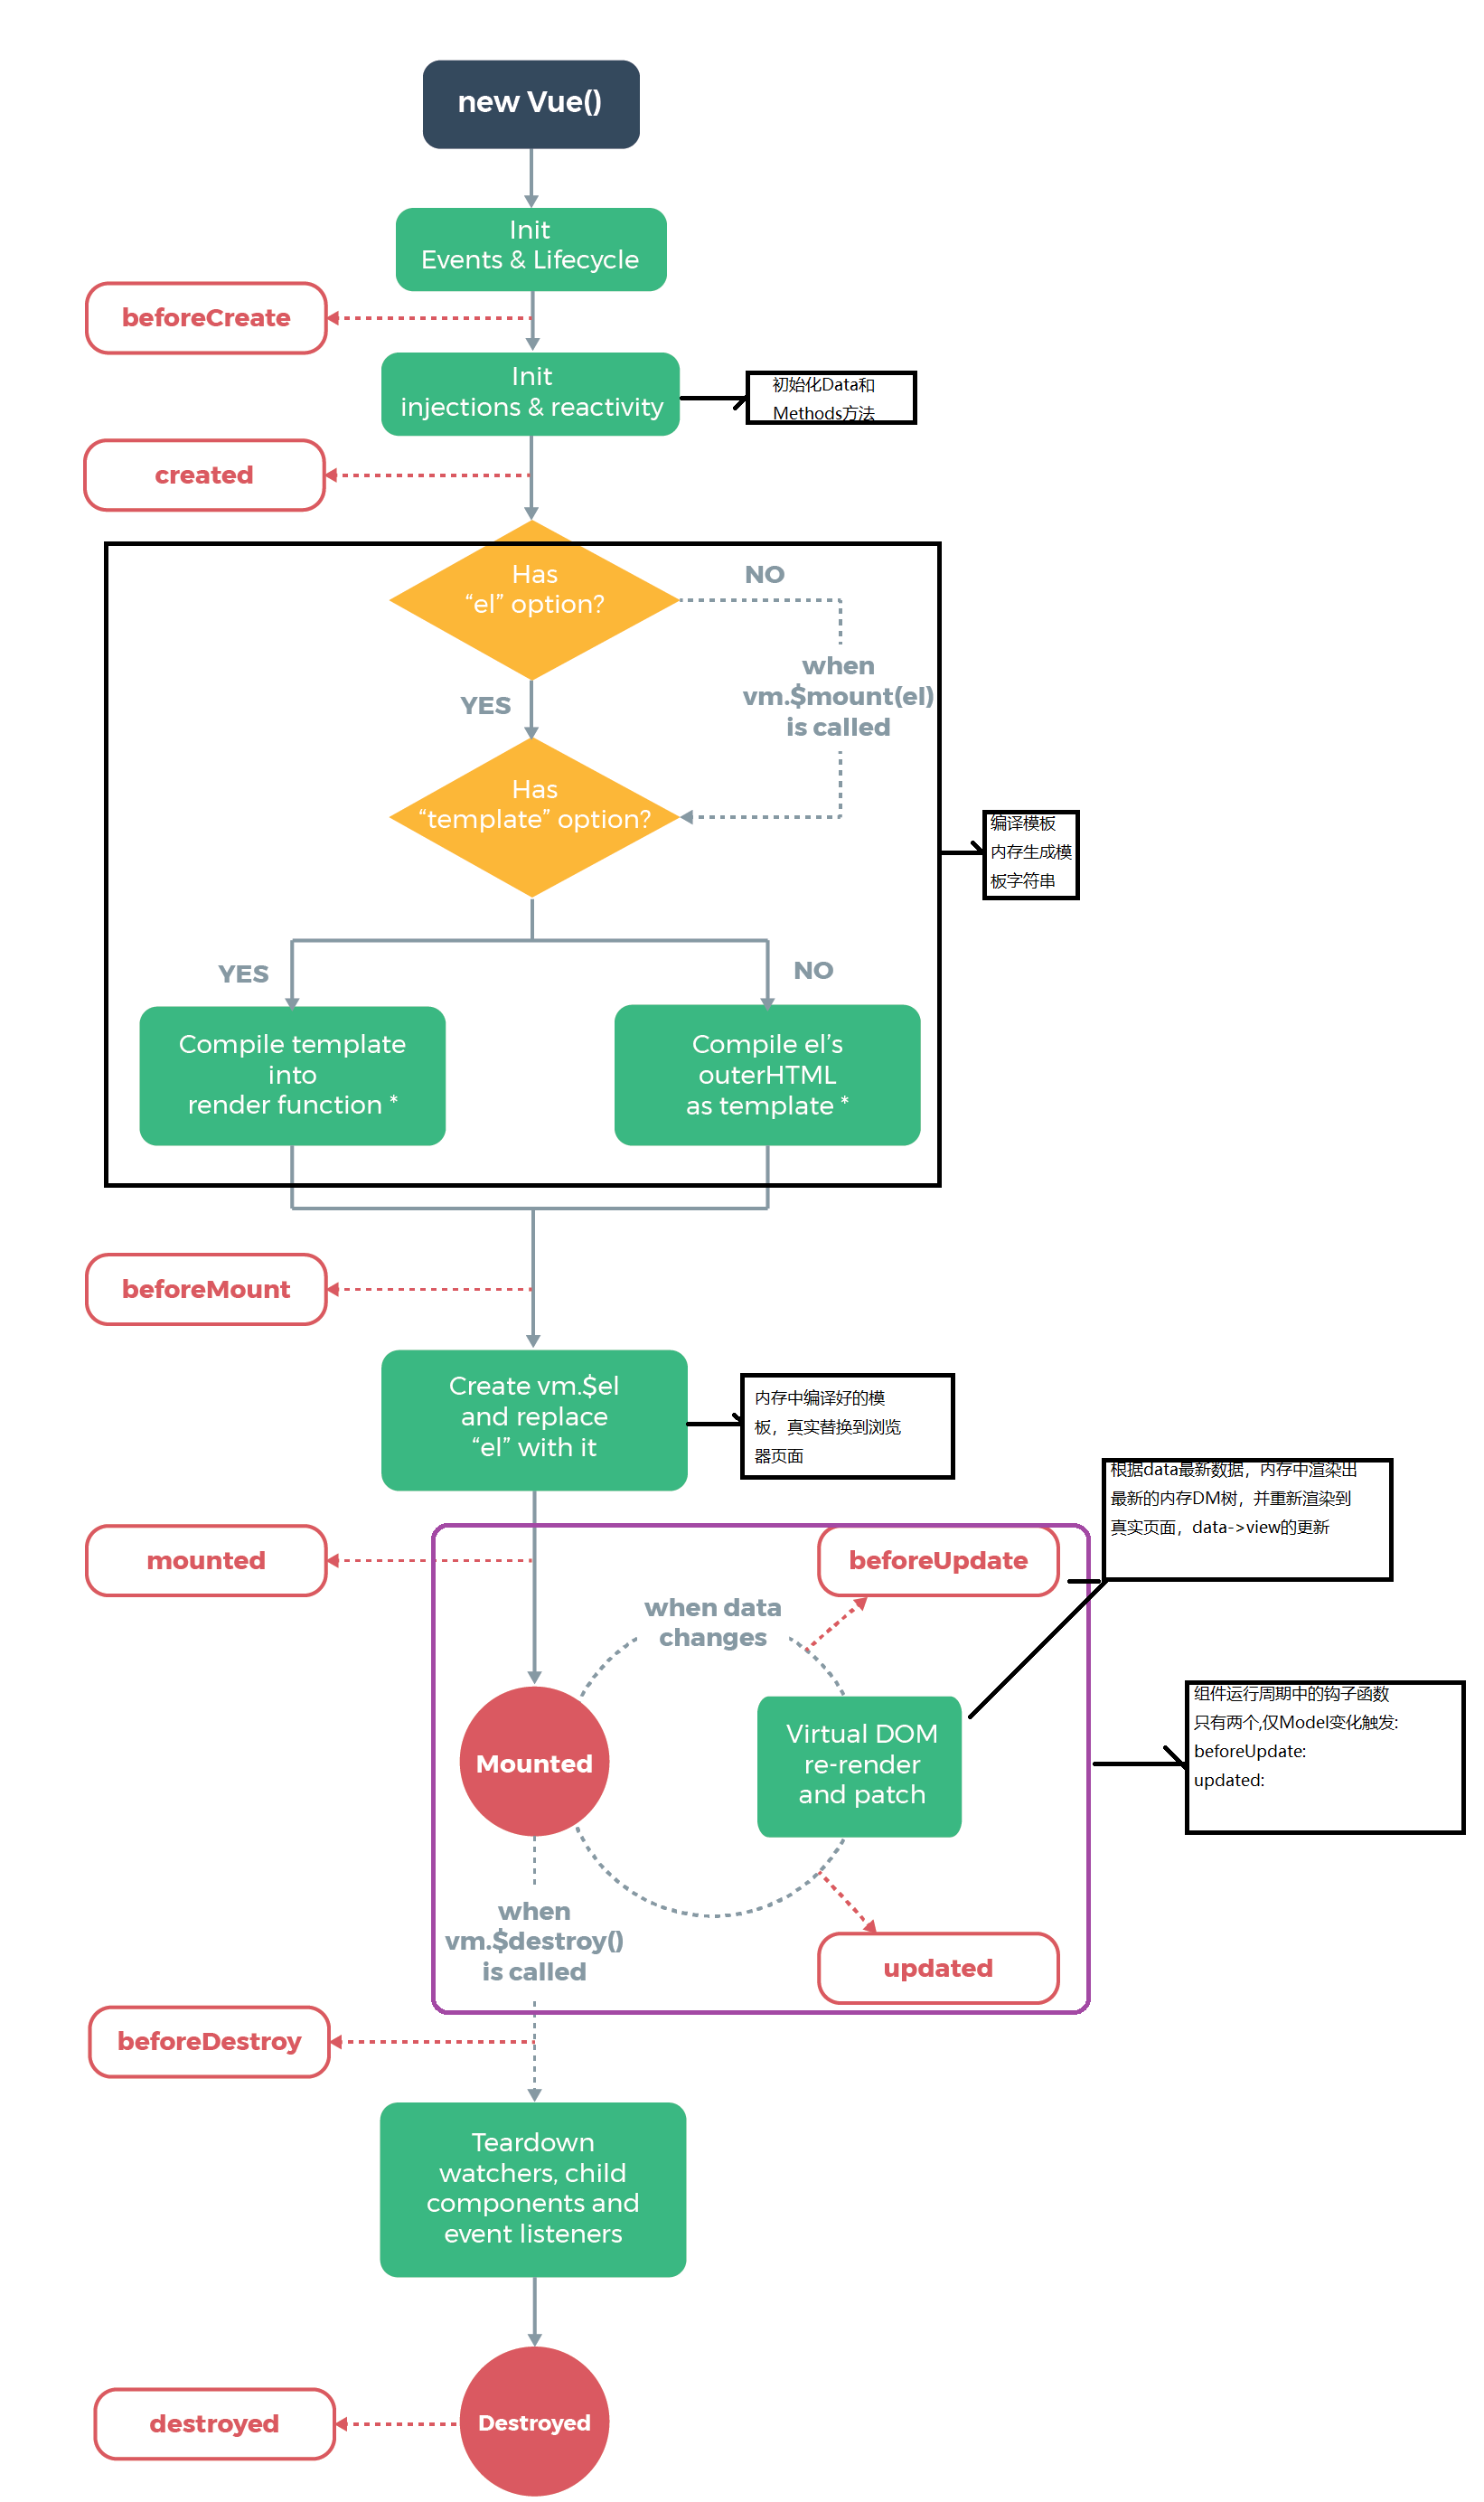 new Vue()
Init
Events & Lifecycle
beforeCreate
Init
injections & reactivity
初始化Data和
Methods方法
created
Has
“el” option?
NO
when
vm.$mount(el)
is called
YES
Has
“template” option?
编译模板
内存生成模
板字符串
YES
NO
Compile template
into
render function *
Compile el’s
outerHTML
as template *
beforeMount
Create vm.$el
and replace
“el” with it
内存中编译好的模
板，真实替换到浏览
器页面
根据data最新数据，内存中渲染出
最新的内存DM树，并重新渲染到
真实页面，data->view的更新
mounted
beforeUpdate
when data
changes
Mounted
Virtual DOM
re-render
and patch
组件运行周期中的钩子函数
只有两个,仅Model变化触发:
beforeUpdate:
updated:
when
vm.$destroy()
is called
updated
beforeDestroy
Teardown
watchers, child
components and
event listeners
destroyed
Destroyed